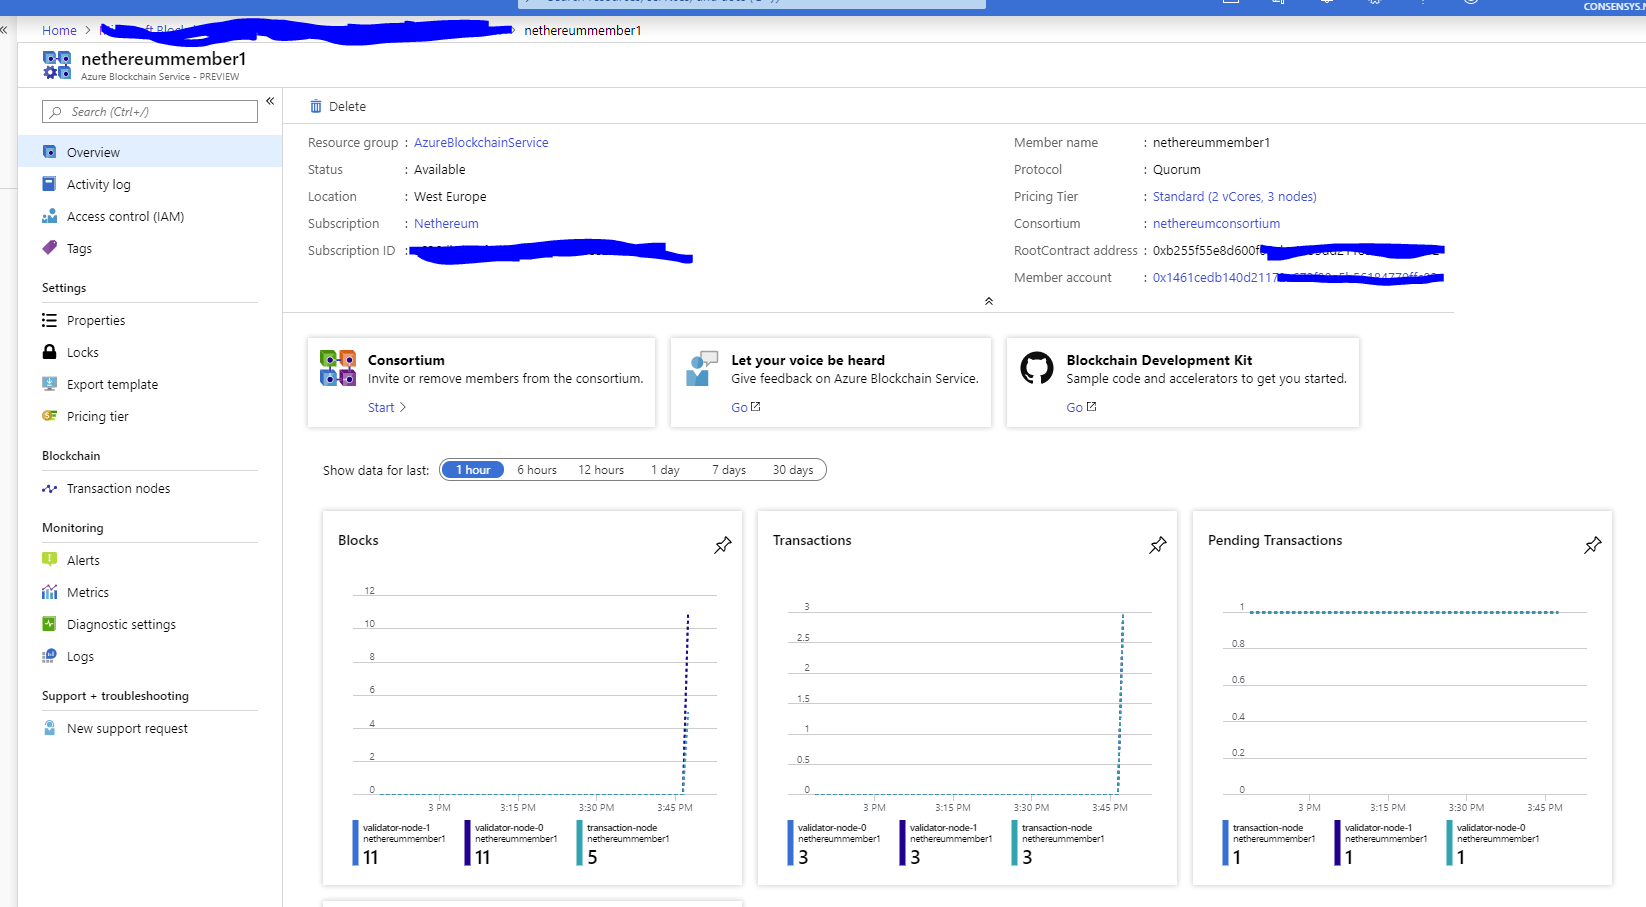 CONSENSYS
Home > > nethereummember1
nethereummember1
Azure Blockchain Service - PREVIEW
Search (Ctrl+/)
Overview
Activity log
Access control (IAM)
Tags
Settings
Properties
Locks
Export template
Pricing tier
Blockchain
Transaction nodes
Monitoring
Alerts
Metrics
Diagnostic settings
Logs
Support + troubleshooting
New support request
Delete
Resource group : AzureBlockchainService
Status : Available
Location : West Europe
Subscription : Nethereum
Subscription ID :
Member name : nethereummember1
Protocol : Quorum
Pricing Tier : Standard (2 vCores, 3 nodes)
Consortium : nethereumconsortium
RootContract address : 0xb255f55e8d600f
Member account : 0x1461cedb140d2117
Consortium
Invite or remove members from the consortium.
Start >
Let your voice be heard
Give feedback on Azure Blockchain Service.
Go
Blockchain Development Kit
Sample code and accelerators to get you started.
Go
Show data for last: 1 hour 6 hours 12 hours 1 day 7 days 30 days
Blocks
12
10
8
6
4
2
0
3 PM 3:15 PM 3:30 PM 3:45 PM
validator-node-1 validator-node-0 transaction-node
nethereummember1 nethereummember1 nethereummember1
11 11 5
Transactions
3
2.5
2
1.5
1
0.5
0
3 PM 3:15 PM 3:30 PM 3:45 PM
validator-node-0 validator-node-1 transaction-node
nethereummember1 nethereummember1 nethereummember1
3 3 3
Pending Transactions
1
0.8
0.6
0.4
0.2
0
3 PM 3:15 PM 3:30 PM 3:45 PM
transaction-node validator-node-1 validator-node-0
nethereummember1 nethereummember1 nethereummember1
1 1 1